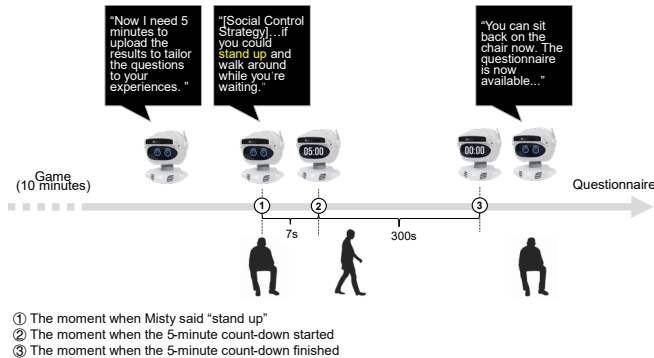 “Now I need 5
minutes to
upload the
results to tailor
the questions
to your
experiences. ”
“[Social Control
Strategy]…if
you could
stand up and
walk around
while you’re
waiting.”
“You can sit
back on the
chair now. The
questionnaire
is now
available...”
05:00
00:00
Game
(10 minutes)
Questionnaire
1
2
3
7s
300s
① The moment when Misty said “stand up”
② The moment when the 5-minute count-down started
③ The moment when the 5-minute count-down finished